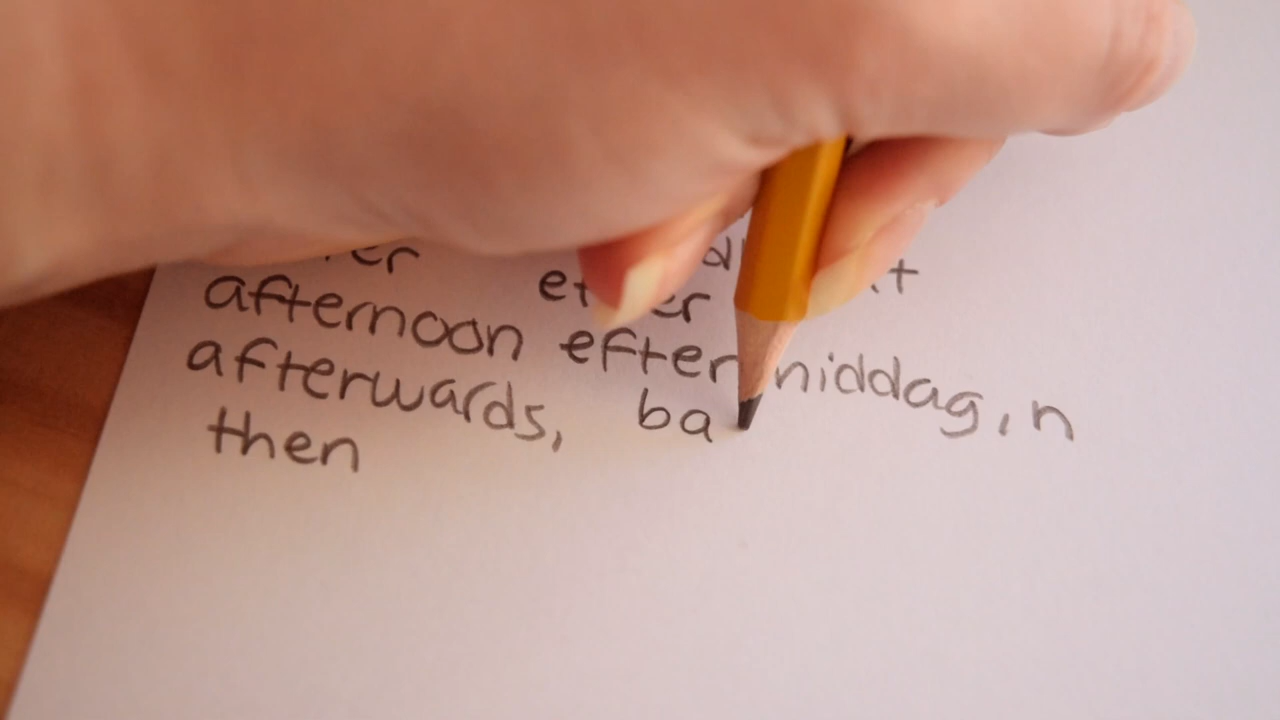 afternoon eftermiddag, n
afterwards, ba
then